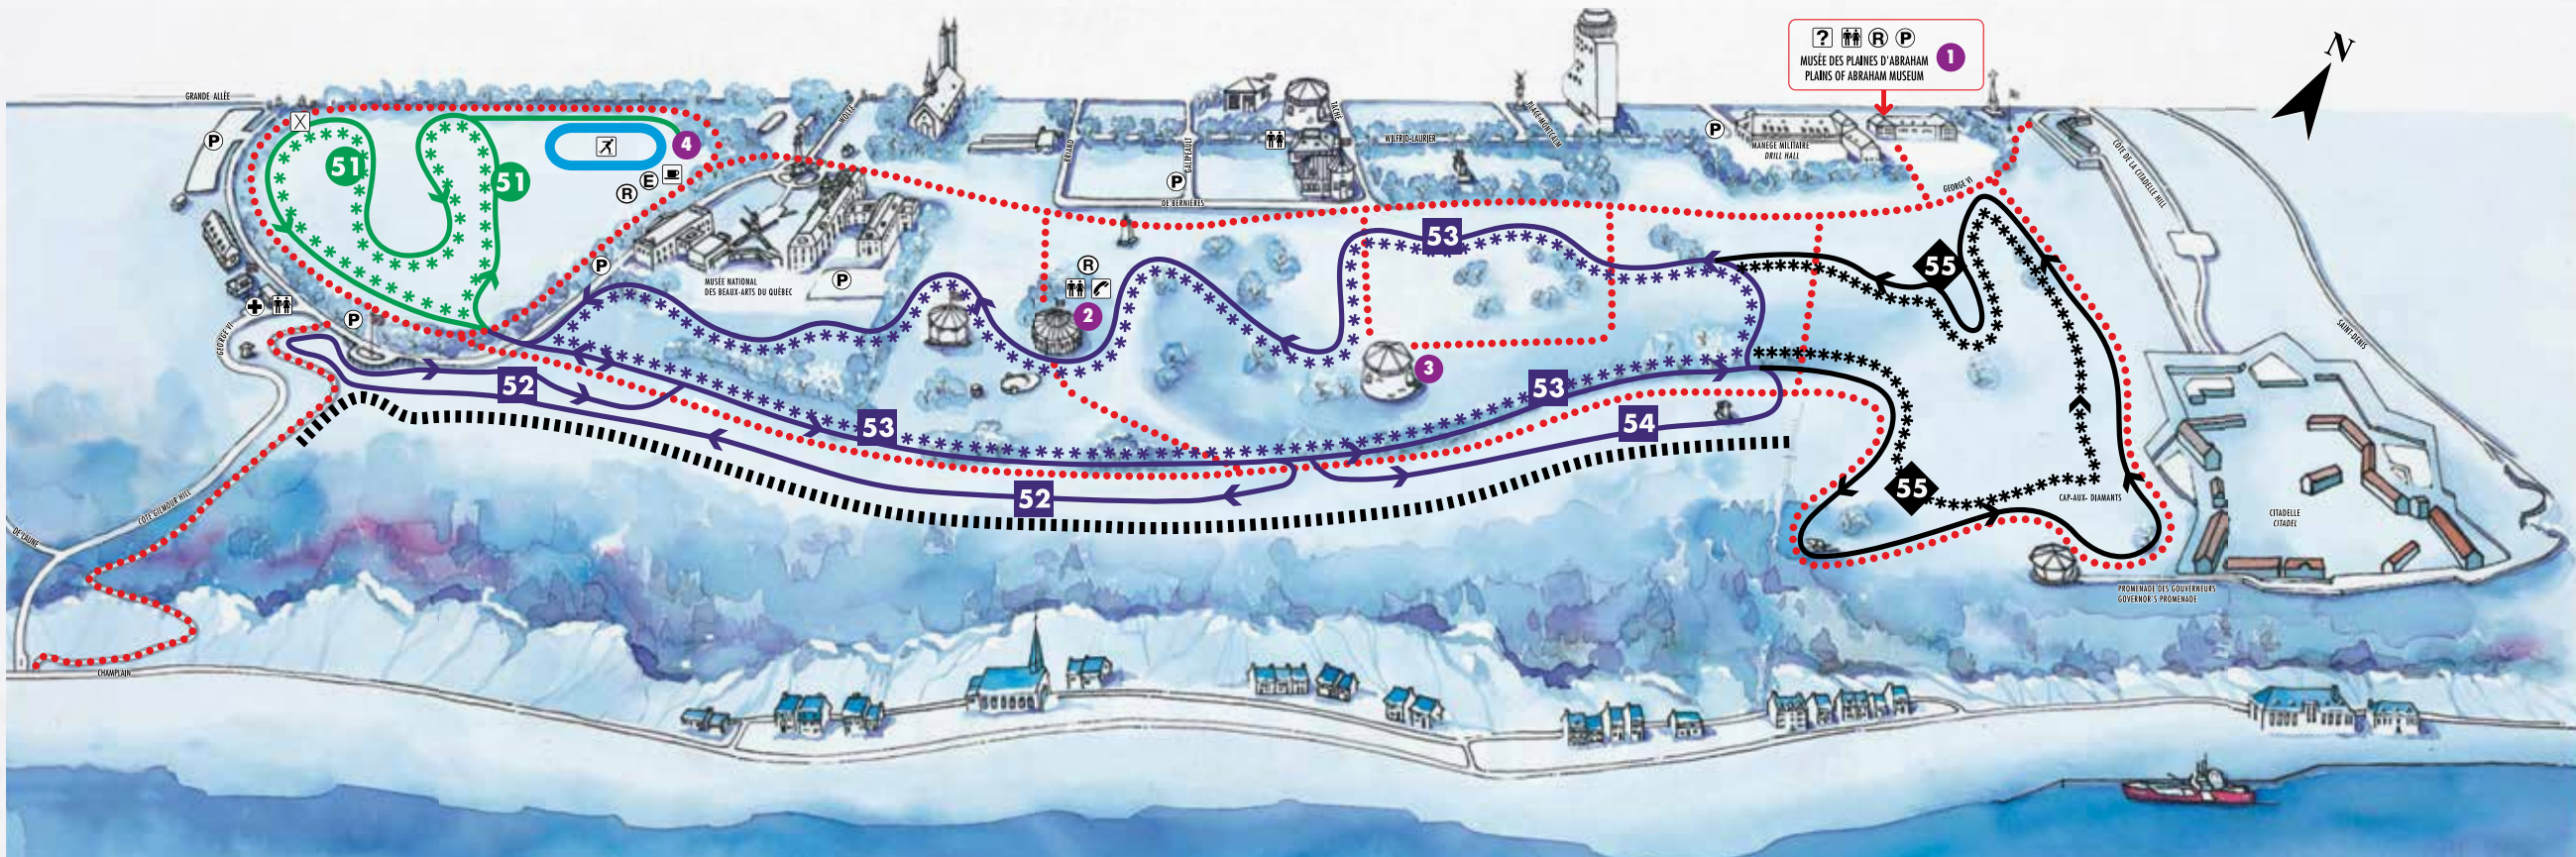 N
? R P
MUSÉE DES PLAINES D'ABRAHAM
PLAINS OF ABRAHAM MUSEUM
1
GRANDE ALLÉE
P
X
51
51
4
R
E
P
WOLFE
MUSÉE NATIONAL
DES BEAUX-ARTS DU QUÉBEC
P
BRIAND
GALIPEAULT
P
DE BERNIÈRES
TACHÉ
WILFRID-LAURIER
PLACE-MONTCALM
P
MANÈGE MILITAIRE
DRILL HALL
GEORGE VI
CÔTE DE LA CITADELLE HILL
SAINT-DENIS
R
2
53
3
55
P
GEORGE VI
52
53
53
54
52
55
CAP-AUX- DIAMANTS
CITADELLE
CITADEL
CÔTE GILMOUR HILL
DE LAUNE
CHAMPLAIN
PROMENADE DES GOUVERNEURS
GOVERNOR'S PROMENADE